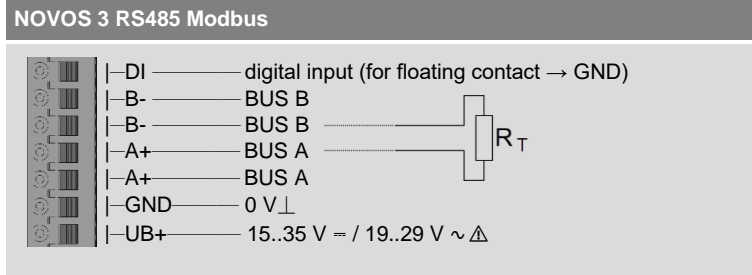 NOVOS 3 RS485 Modbus
DI digital input (for floating contact → GND)
B- BUS B
B- BUS B
A+ BUS A
A+ BUS A
GND 0 V⊥
UB+ 15..35 V ⎓ / 19..29 V ~ ⚠
RT